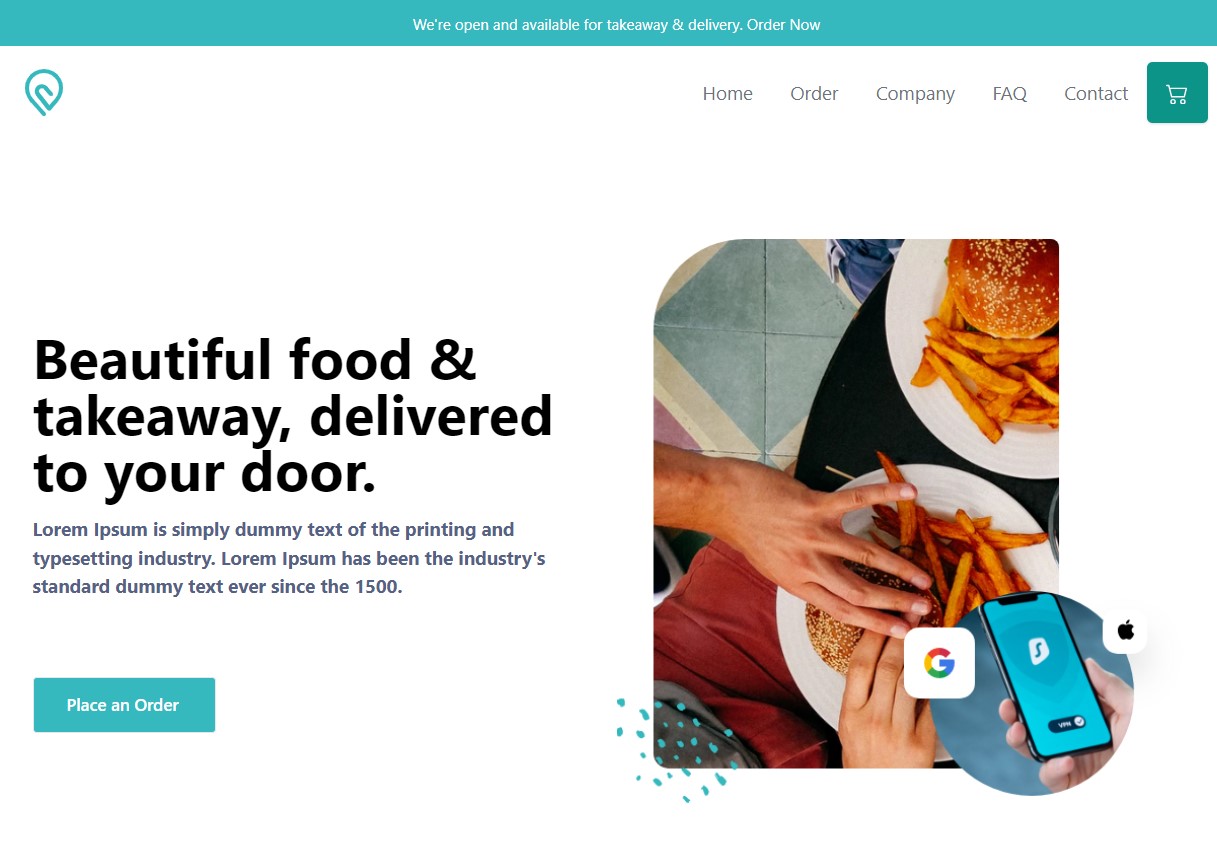 We're open and available for takeaway & delivery. Order Now
Home Order Company FAQ Contact
Beautiful food &
takeaway, delivered
to your door.
Lorem Ipsum is simply dummy text of the printing and
typesetting industry. Lorem Ipsum has been the industry's
standard dummy text ever since the 1500.
Place an Order
VPN